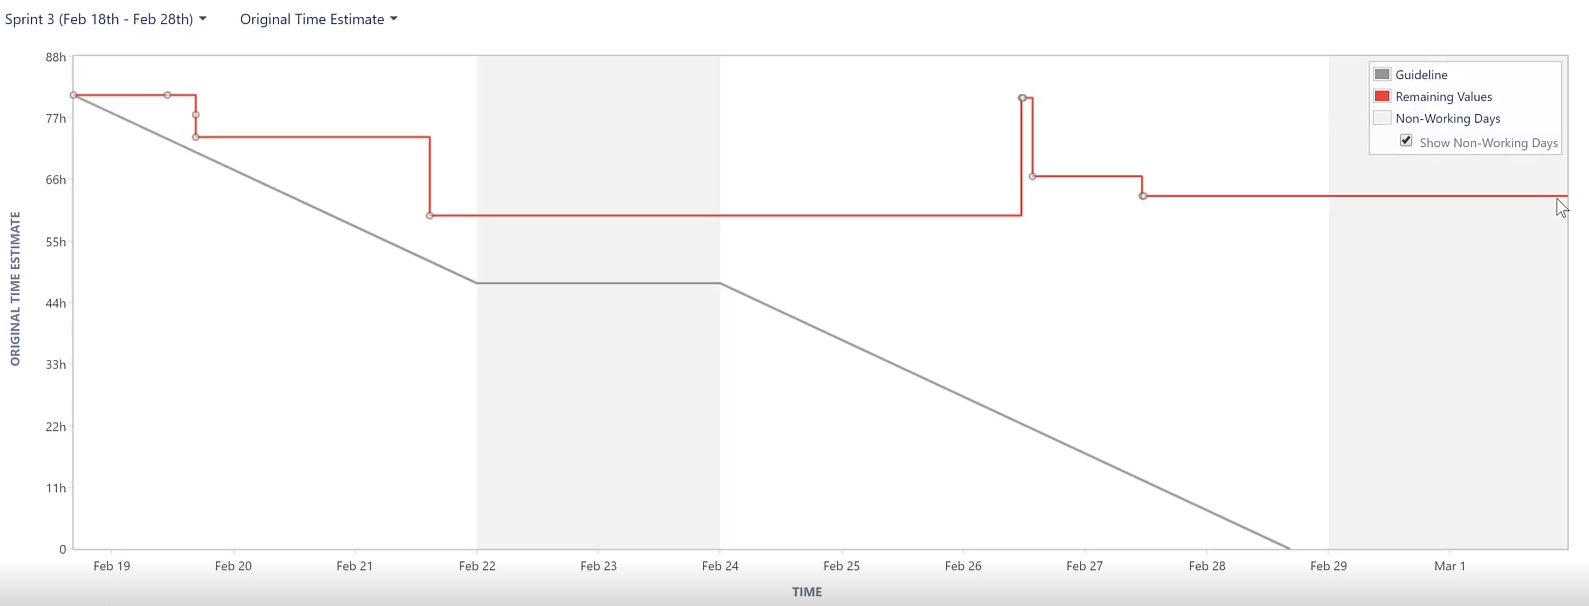 Sprint 3 (Feb 18th - Feb 28th) Original Time Estimate
88h
77h
66h
55h
44h
33h
22h
11h
0
ORIGINAL TIME ESTIMATE
Guideline
Remaining Values
Non-Working Days
Show Non-Working Days
Feb 19 Feb 20 Feb 21 Feb 22 Feb 23 Feb 24 Feb 25 Feb 26 Feb 27 Feb 28 Feb 29 Mar 1
TIME